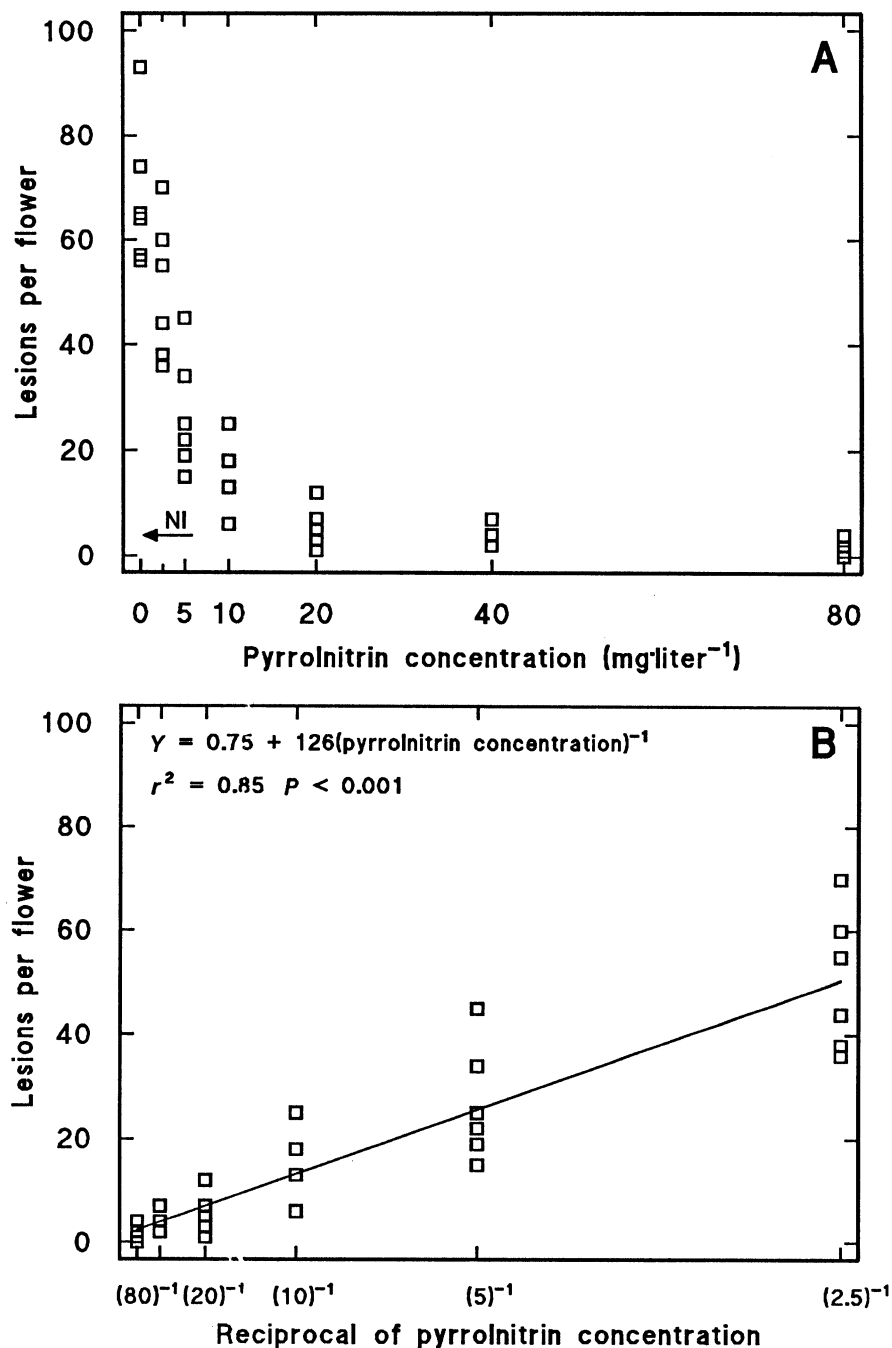 A
100
80
60
40
20
0
Lesions per flower
NI
0 5 10 20 40 80
Pyrrolnitrin concentration (mg·liter⁻¹)
B
Y = 0.75 + 126(pyrrolnitrin concentration)⁻¹
r² = 0.85 P < 0.001
100
80
60
40
20
0
Lesions per flower
(80)⁻¹ (20)⁻¹ (10)⁻¹ (5)⁻¹ (2.5)⁻¹
Reciprocal of pyrrolnitrin concentration